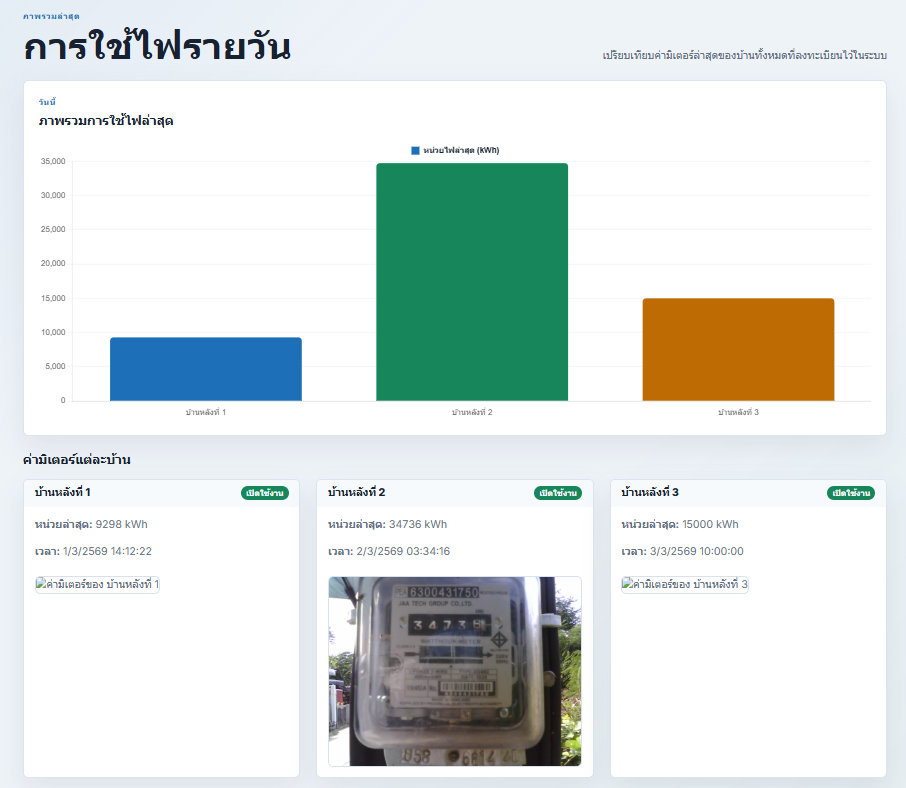 ภาพรวมล่าสุด
การใช้ไฟรายวัน
เปรียบเทียบค่ามิเตอร์ล่าสุดของบ้านทั้งหมดที่ลงทะเบียนไว้ในระบบ
วันนี้
ภาพรวมการใช้ไฟล่าสุด
หน่วยไฟล่าสุด (kWh)
35,000
30,000
25,000
20,000
15,000
10,000
5,000
0
บ้านหลังที่ 1
บ้านหลังที่ 2
บ้านหลังที่ 3
ค่ามิเตอร์แต่ละบ้าน
บ้านหลังที่ 1
เปิดใช้งาน
หน่วยล่าสุด: 9298 kWh
เวลา: 1/3/2569 14:12:22
ค่ามิเตอร์ของ บ้านหลังที่ 1
บ้านหลังที่ 2
เปิดใช้งาน
หน่วยล่าสุด: 34736 kWh
เวลา: 2/3/2569 03:34:16
PEA 6300431750
JAA TECH GROUP CO.,LTD
3473
WATTHOUR METER
บ้านหลังที่ 3
เปิดใช้งาน
หน่วยล่าสุด: 15000 kWh
เวลา: 3/3/2569 10:00:00
ค่ามิเตอร์ของ บ้านหลังที่ 3